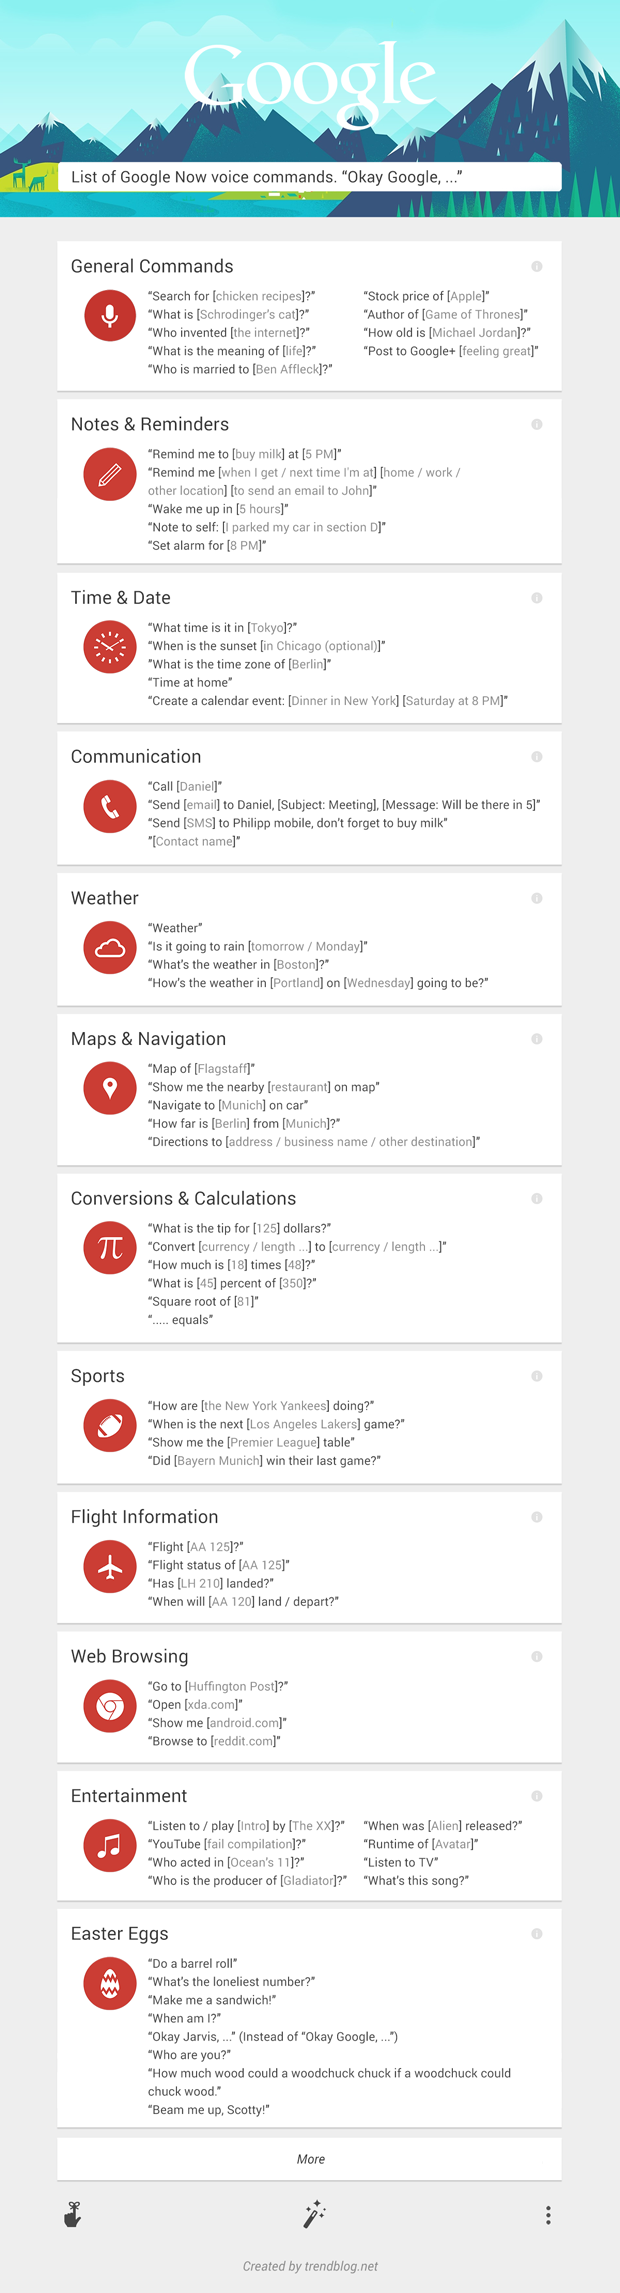 Google
List of Google Now voice commands. “Okay Google, ...”
General Commands
“Search for [chicken recipes]?”
“What is [Schrodinger's cat]?”
“Who invented [the internet]?”
“What is the meaning of [life]?”
“Who is married to [Ben Affleck]?”
“Stock price of [Apple]”
“Author of [Game of Thrones]”
“How old is [Michael Jordan]?”
“Post to Google+ [feeling great]”
Notes & Reminders
“Remind me to [buy milk] at [5 PM]”
“Remind me [when I get / next time I'm at] [home / work /
other location] [to send an email to John]”
“Wake me up in [5 hours]”
“Note to self: [I parked my car in section D]”
“Set alarm for [8 PM]”
Time & Date
“What time is it in [Tokyo]?”
“When is the sunset [in Chicago (optional)]”
”What is the time zone of [Berlin]”
“Time at home”
“Create a calendar event: [Dinner in New York] [Saturday at 8 PM]”
Communication
“Call [Daniel]”
“Send [email] to Daniel, [Subject: Meeting], [Message: Will be there in 5]”
“Send [SMS] to Philipp mobile, don’t forget to buy milk”
”[Contact name]”
Weather
“Weather”
“Is it going to rain [tomorrow / Monday]”
“What’s the weather in [Boston]?”
“How’s the weather in [Portland] on [Wednesday] going to be?”
Maps & Navigation
“Map of [Flagstaff]”
“Show me the nearby [restaurant] on map”
“Navigate to [Munich] on car”
“How far is [Berlin] from [Munich]?”
“Directions to [address / business name / other destination]”
Conversions & Calculations
π
“What is the tip for [125] dollars?”
“Convert [currency / length ...] to [currency / length ...]”
“How much is [18] times [48]?”
“What is [45] percent of [350]?”
“Square root of [81]”
“..... equals”
Sports
“How are [the New York Yankees] doing?”
“When is the next [Los Angeles Lakers] game?”
“Show me the [Premier League] table”
“Did [Bayern Munich] win their last game?”
Flight Information
“Flight [AA 125]?”
“Flight status of [AA 125]”
“Has [LH 210] landed?”
“When will [AA 120] land / depart?”
Web Browsing
“Go to [Huffington Post]?”
“Open [xda.com]”
“Show me [android.com]”
“Browse to [reddit.com]”
Entertainment
“Listen to / play [Intro] by [The XX]?”
“YouTube [fail compilation]?”
“Who acted in [Ocean’s 11]?”
“Who is the producer of [Gladiator]?”
“When was [Alien] released?”
“Runtime of [Avatar]”
“Listen to TV”
“What’s this song?”
Easter Eggs
“Do a barrel roll”
“What’s the loneliest number?”
“Make me a sandwich!”
“When am I?”
“Okay Jarvis, ...” (Instead of “Okay Google, ...”)
“Who are you?”
“How much wood could a woodchuck chuck if a woodchuck could
chuck wood.”
“Beam me up, Scotty!”
More
Created by trendblog.net